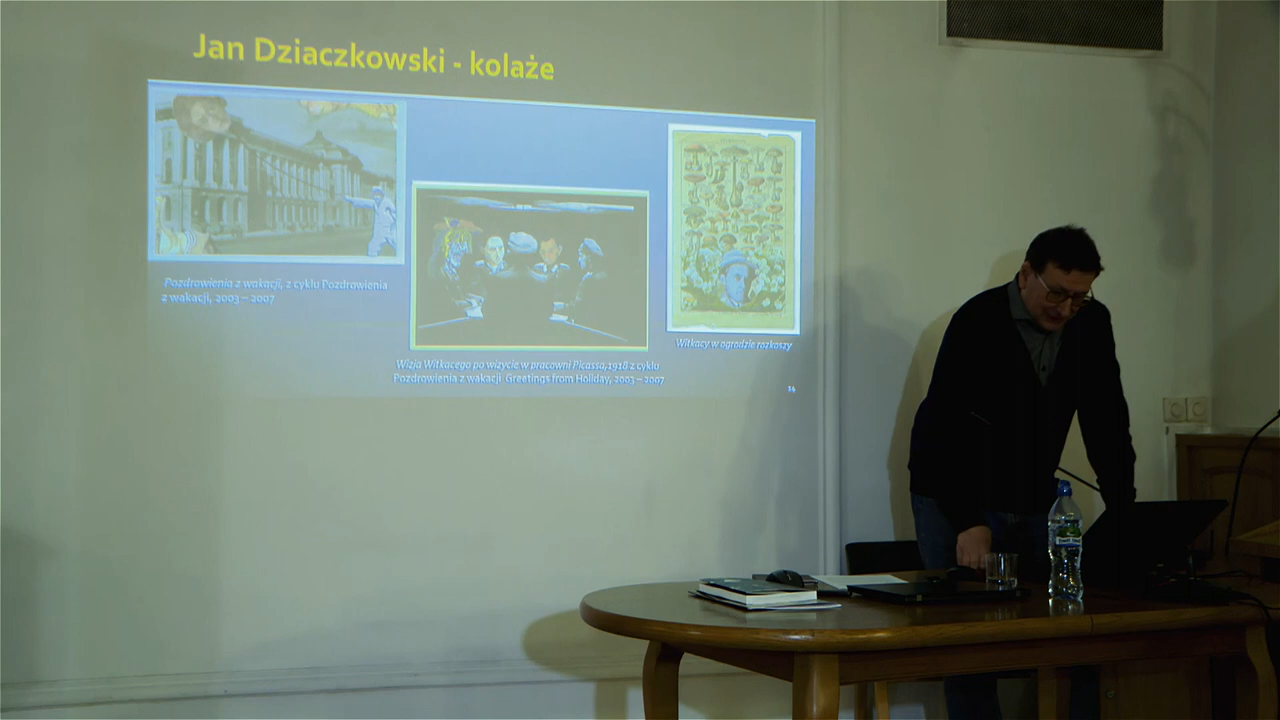 Jan Dziaczkowski - kolaże
Pozdrowienia z wakacji, z cyklu Pozdrowienia
z wakacji, 2003 – 2007
Wizja Witkacego po wizycie w pracowni Picassa,1918 z cyklu
Pozdrowienia z wakacji Greetings from Holiday, 2003 – 2007
Witkacy w ogrodzie rozkoszy